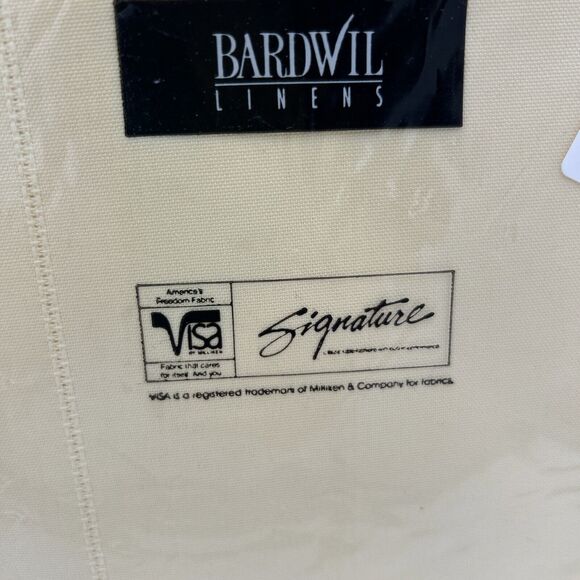 BARDWIL
LINENS
America's
Freedom Fabric
VISA
BY MILLIKEN
Fabric that cares
for itself. And you
Signature
VISA is a registered trademark of Milliken & Company for fabrics.